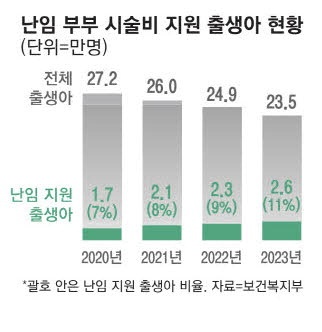 난임 부부 시술비 지원 출생아 현황
(단위=만명)
전체 출생아 27.2 26.0 24.9 23.5
난임 지원 출생아 1.7 (7%) 2.1 (8%) 2.3 (9%) 2.6 (11%)
2020년 2021년 2022년 2023년
*괄호 안은 난임 지원 출생아 비율. 자료=보건복지부